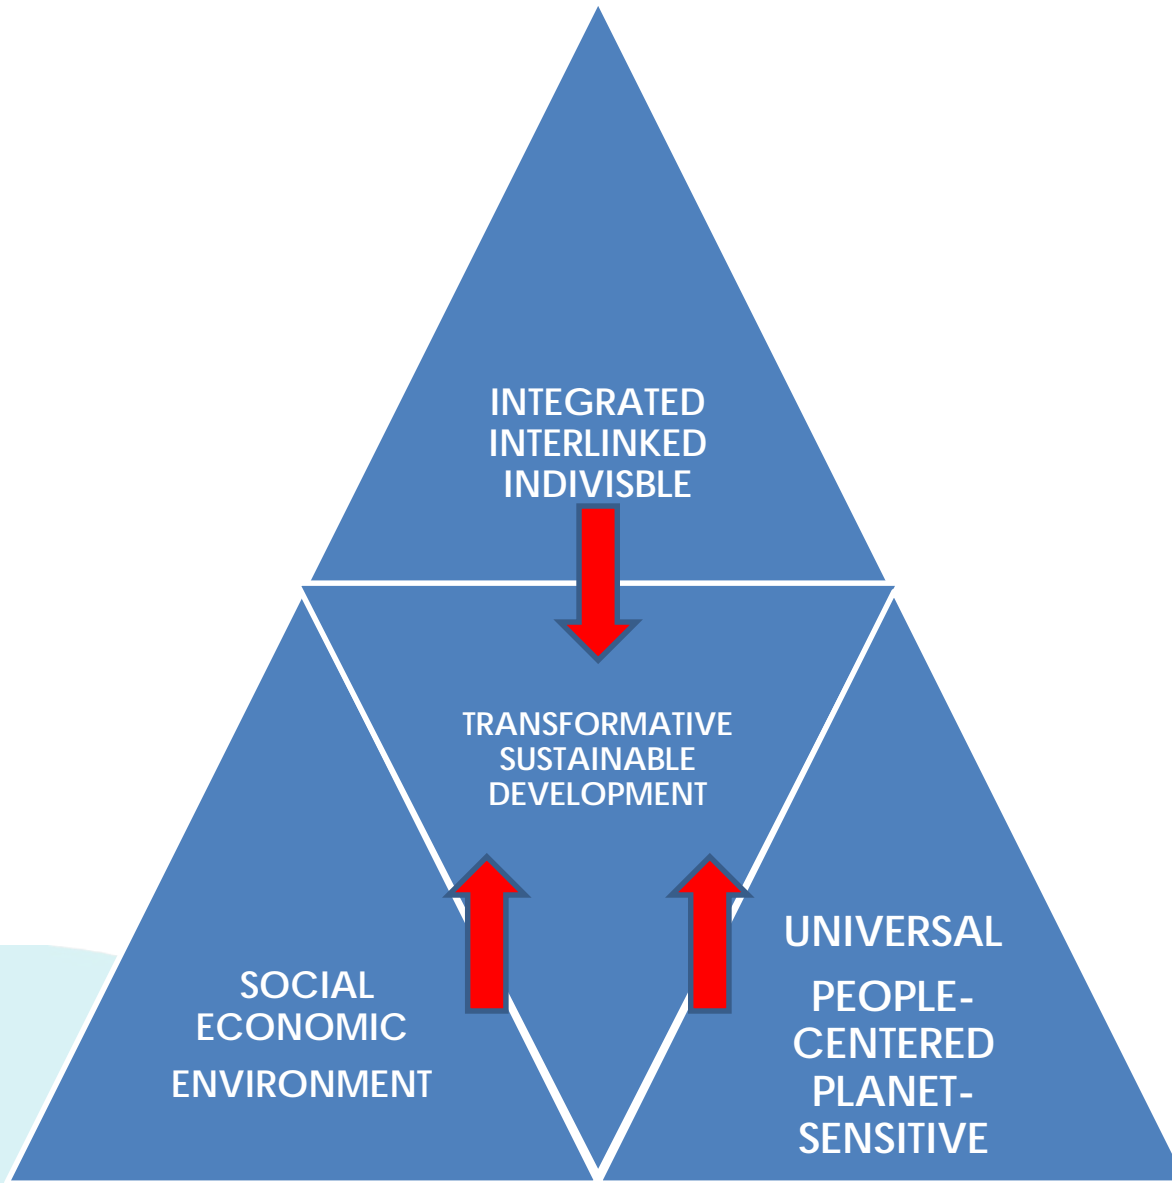 INTEGRATED
INTERLINKED
INDIVISBLE
TRANSFORMATIVE
SUSTAINABLE
DEVELOPMENT
SOCIAL
ECONOMIC
ENVIRONMENT
UNIVERSAL
PEOPLE-
CENTERED
PLANET-
SENSITIVE